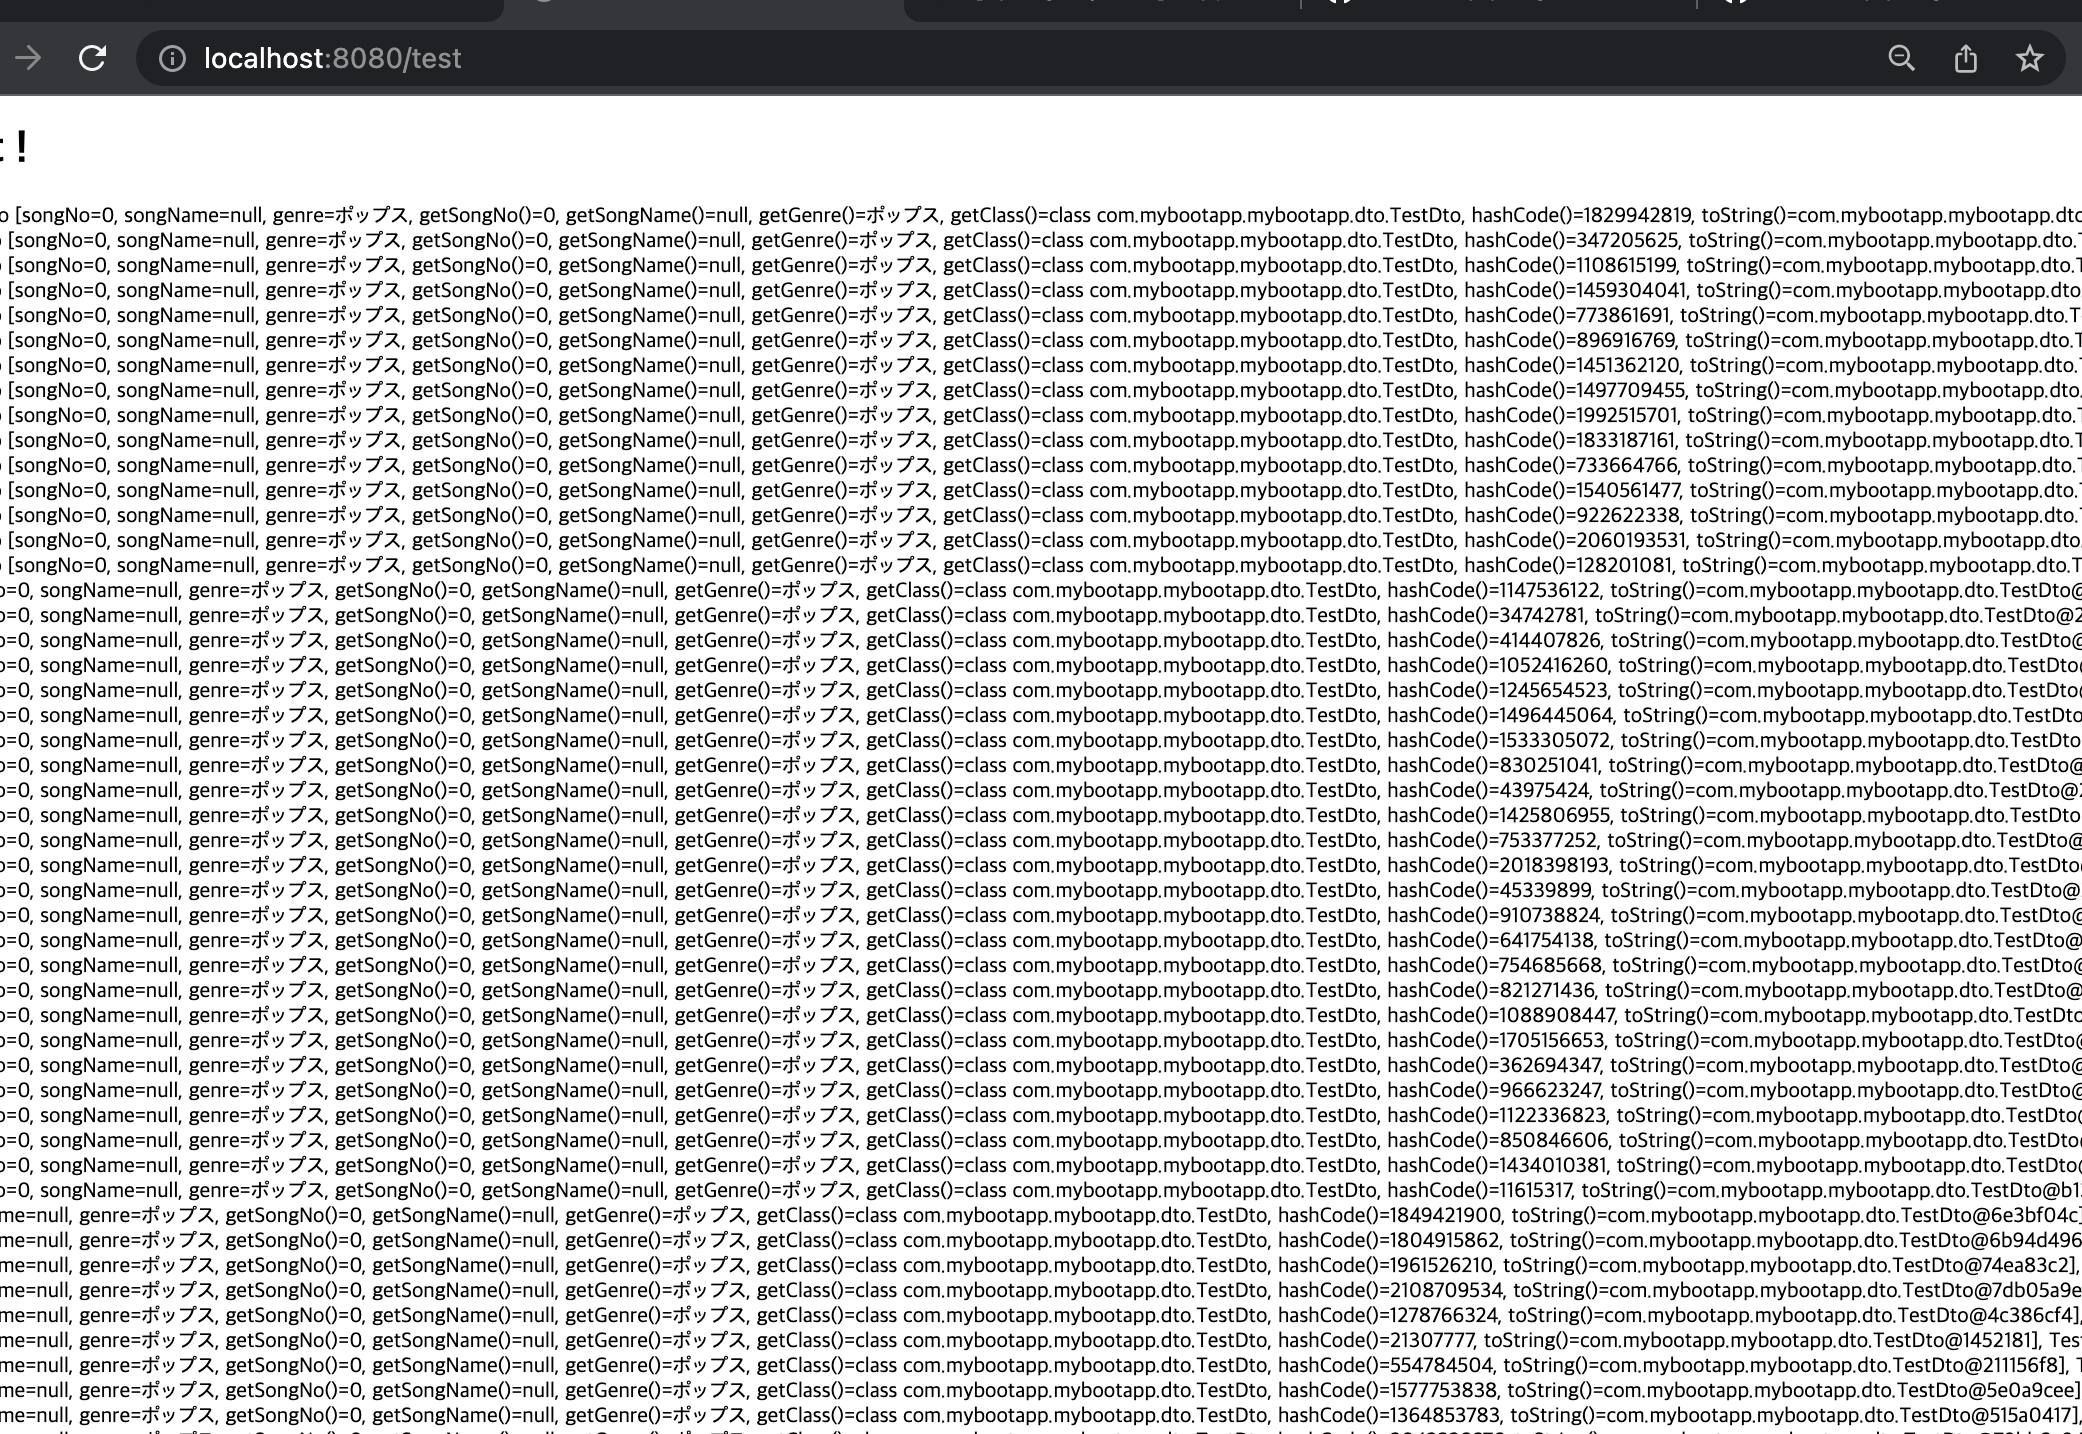 localhost:8080/test
!
[songNo=0, songName=null, genre=ポップス, getSongNo()=0, getSongName()=null, getGenre()=ポップス, getClass()=class com.mybootapp.mybootapp.dto.TestDto, hashCode()=1829942819, toString()=com.mybootapp.mybootapp.dto
[songNo=0, songName=null, genre=ポップス, getSongNo()=0, getSongName()=null, getGenre()=ポップス, getClass()=class com.mybootapp.mybootapp.dto.TestDto, hashCode()=347205625, toString()=com.mybootapp.mybootapp.dto.
[songNo=0, songName=null, genre=ポップス, getSongNo()=0, getSongName()=null, getGenre()=ポップス, getClass()=class com.mybootapp.mybootapp.dto.TestDto, hashCode()=1108615199, toString()=com.mybootapp.mybootapp.dto.
[songNo=0, songName=null, genre=ポップス, getSongNo()=0, getSongName()=null, getGenre()=ポップス, getClass()=class com.mybootapp.mybootapp.dto.TestDto, hashCode()=1459304041, toString()=com.mybootapp.mybootapp.dto.
[songNo=0, songName=null, genre=ポップス, getSongNo()=0, getSongName()=null, getGenre()=ポップス, getClass()=class com.mybootapp.mybootapp.dto.TestDto, hashCode()=773861691, toString()=com.mybootapp.mybootapp.dto.T
[songNo=0, songName=null, genre=ポップス, getSongNo()=0, getSongName()=null, getGenre()=ポップス, getClass()=class com.mybootapp.mybootapp.dto.TestDto, hashCode()=896916769, toString()=com.mybootapp.mybootapp.dto.
[songNo=0, songName=null, genre=ポップス, getSongNo()=0, getSongName()=null, getGenre()=ポップス, getClass()=class com.mybootapp.mybootapp.dto.TestDto, hashCode()=1451362120, toString()=com.mybootapp.mybootapp.dto.
[songNo=0, songName=null, genre=ポップス, getSongNo()=0, getSongName()=null, getGenre()=ポップス, getClass()=class com.mybootapp.mybootapp.dto.TestDto, hashCode()=1497709455, toString()=com.mybootapp.mybootapp.dto.
[songNo=0, songName=null, genre=ポップス, getSongNo()=0, getSongName()=null, getGenre()=ポップス, getClass()=class com.mybootapp.mybootapp.dto.TestDto, hashCode()=1992515701, toString()=com.mybootapp.mybootapp.dto.
[songNo=0, songName=null, genre=ポップス, getSongNo()=0, getSongName()=null, getGenre()=ポップス, getClass()=class com.mybootapp.mybootapp.dto.TestDto, hashCode()=1833187161, toString()=com.mybootapp.mybootapp.dto.
[songNo=0, songName=null, genre=ポップス, getSongNo()=0, getSongName()=null, getGenre()=ポップス, getClass()=class com.mybootapp.mybootapp.dto.TestDto, hashCode()=733664766, toString()=com.mybootapp.mybootapp.dto.
[songNo=0, songName=null, genre=ポップス, getSongNo()=0, getSongName()=null, getGenre()=ポップス, getClass()=class com.mybootapp.mybootapp.dto.TestDto, hashCode()=1540561477, toString()=com.mybootapp.mybootapp.dto.
[songNo=0, songName=null, genre=ポップス, getSongNo()=0, getSongName()=null, getGenre()=ポップス, getClass()=class com.mybootapp.mybootapp.dto.TestDto, hashCode()=922622338, toString()=com.mybootapp.mybootapp.dto.
[songNo=0, songName=null, genre=ポップス, getSongNo()=0, getSongName()=null, getGenre()=ポップス, getClass()=class com.mybootapp.mybootapp.dto.TestDto, hashCode()=2060193531, toString()=com.mybootapp.mybootapp.dto.
[songNo=0, songName=null, genre=ポップス, getSongNo()=0, getSongName()=null, getGenre()=ポップス, getClass()=class com.mybootapp.mybootapp.dto.TestDto, hashCode()=128201081, toString()=com.mybootapp.mybootapp.dto.T
o=0, songName=null, genre=ポップス, getSongNo()=0, getSongName()=null, getGenre()=ポップス, getClass()=class com.mybootapp.mybootapp.dto.TestDto, hashCode()=1147536122, toString()=com.mybootapp.mybootapp.dto.TestDto@
o=0, songName=null, genre=ポップス, getSongNo()=0, getSongName()=null, getGenre()=ポップス, getClass()=class com.mybootapp.mybootapp.dto.TestDto, hashCode()=34742781, toString()=com.mybootapp.mybootapp.dto.TestDto@2
o=0, songName=null, genre=ポップス, getSongNo()=0, getSongName()=null, getGenre()=ポップス, getClass()=class com.mybootapp.mybootapp.dto.TestDto, hashCode()=414407826, toString()=com.mybootapp.mybootapp.dto.TestDto@
o=0, songName=null, genre=ポップス, getSongNo()=0, getSongName()=null, getGenre()=ポップス, getClass()=class com.mybootapp.mybootapp.dto.TestDto, hashCode()=1052416260, toString()=com.mybootapp.mybootapp.dto.TestDto@
o=0, songName=null, genre=ポップス, getSongNo()=0, getSongName()=null, getGenre()=ポップス, getClass()=class com.mybootapp.mybootapp.dto.TestDto, hashCode()=1245654523, toString()=com.mybootapp.mybootapp.dto.TestDto@
o=0, songName=null, genre=ポップス, getSongNo()=0, getSongName()=null, getGenre()=ポップス, getClass()=class com.mybootapp.mybootapp.dto.TestDto, hashCode()=1496445064, toString()=com.mybootapp.mybootapp.dto.TestDto
o=0, songName=null, genre=ポップス, getSongNo()=0, getSongName()=null, getGenre()=ポップス, getClass()=class com.mybootapp.mybootapp.dto.TestDto, hashCode()=1533305072, toString()=com.mybootapp.mybootapp.dto.TestDto
o=0, songName=null, genre=ポップス, getSongNo()=0, getSongName()=null, getGenre()=ポップス, getClass()=class com.mybootapp.mybootapp.dto.TestDto, hashCode()=830251041, toString()=com.mybootapp.mybootapp.dto.TestDto@
o=0, songName=null, genre=ポップス, getSongNo()=0, getSongName()=null, getGenre()=ポップス, getClass()=class com.mybootapp.mybootapp.dto.TestDto, hashCode()=43975424, toString()=com.mybootapp.mybootapp.dto.TestDto@2
o=0, songName=null, genre=ポップス, getSongNo()=0, getSongName()=null, getGenre()=ポップス, getClass()=class com.mybootapp.mybootapp.dto.TestDto, hashCode()=1425806955, toString()=com.mybootapp.mybootapp.dto.TestDto
o=0, songName=null, genre=ポップス, getSongNo()=0, getSongName()=null, getGenre()=ポップス, getClass()=class com.mybootapp.mybootapp.dto.TestDto, hashCode()=753377252, toString()=com.mybootapp.mybootapp.dto.TestDto@
o=0, songName=null, genre=ポップス, getSongNo()=0, getSongName()=null, getGenre()=ポップス, getClass()=class com.mybootapp.mybootapp.dto.TestDto, hashCode()=2018398193, toString()=com.mybootapp.mybootapp.dto.TestDto
o=0, songName=null, genre=ポップス, getSongNo()=0, getSongName()=null, getGenre()=ポップス, getClass()=class com.mybootapp.mybootapp.dto.TestDto, hashCode()=45339899, toString()=com.mybootapp.mybootapp.dto.TestDto@
o=0, songName=null, genre=ポップス, getSongNo()=0, getSongName()=null, getGenre()=ポップス, getClass()=class com.mybootapp.mybootapp.dto.TestDto, hashCode()=910738824, toString()=com.mybootapp.mybootapp.dto.TestDto@
o=0, songName=null, genre=ポップス, getSongNo()=0, getSongName()=null, getGenre()=ポップス, getClass()=class com.mybootapp.mybootapp.dto.TestDto, hashCode()=641754138, toString()=com.mybootapp.mybootapp.dto.TestDto@
o=0, songName=null, genre=ポップス, getSongNo()=0, getSongName()=null, getGenre()=ポップス, getClass()=class com.mybootapp.mybootapp.dto.TestDto, hashCode()=754685668, toString()=com.mybootapp.mybootapp.dto.TestDto@
o=0, songName=null, genre=ポップス, getSongNo()=0, getSongName()=null, getGenre()=ポップス, getClass()=class com.mybootapp.mybootapp.dto.TestDto, hashCode()=821271436, toString()=com.mybootapp.mybootapp.dto.TestDto@
o=0, songName=null, genre=ポップス, getSongNo()=0, getSongName()=null, getGenre()=ポップス, getClass()=class com.mybootapp.mybootapp.dto.TestDto, hashCode()=1088908447, toString()=com.mybootapp.mybootapp.dto.TestDto
o=0, songName=null, genre=ポップス, getSongNo()=0, getSongName()=null, getGenre()=ポップス, getClass()=class com.mybootapp.mybootapp.dto.TestDto, hashCode()=1705156653, toString()=com.mybootapp.mybootapp.dto.TestDto@
o=0, songName=null, genre=ポップス, getSongNo()=0, getSongName()=null, getGenre()=ポップス, getClass()=class com.mybootapp.mybootapp.dto.TestDto, hashCode()=362694347, toString()=com.mybootapp.mybootapp.dto.TestDto@
o=0, songName=null, genre=ポップス, getSongNo()=0, getSongName()=null, getGenre()=ポップス, getClass()=class com.mybootapp.mybootapp.dto.TestDto, hashCode()=966623247, toString()=com.mybootapp.mybootapp.dto.TestDto@
o=0, songName=null, genre=ポップス, getSongNo()=0, getSongName()=null, getGenre()=ポップス, getClass()=class com.mybootapp.mybootapp.dto.TestDto, hashCode()=1122336823, toString()=com.mybootapp.mybootapp.dto.TestDto@
o=0, songName=null, genre=ポップス, getSongNo()=0, getSongName()=null, getGenre()=ポップス, getClass()=class com.mybootapp.mybootapp.dto.TestDto, hashCode()=850846606, toString()=com.mybootapp.mybootapp.dto.TestDto@
o=0, songName=null, genre=ポップス, getSongNo()=0, getSongName()=null, getGenre()=ポップス, getClass()=class com.mybootapp.mybootapp.dto.TestDto, hashCode()=1434010381, toString()=com.mybootapp.mybootapp.dto.TestDto@
o=0, songName=null, genre=ポップス, getSongNo()=0, getSongName()=null, getGenre()=ポップス, getClass()=class com.mybootapp.mybootapp.dto.TestDto, hashCode()=11615317, toString()=com.mybootapp.mybootapp.dto.TestDto@b1
me=null, genre=ポップス, getSongNo()=0, getSongName()=null, getGenre()=ポップス, getClass()=class com.mybootapp.mybootapp.dto.TestDto, hashCode()=1849421900, toString()=com.mybootapp.mybootapp.dto.TestDto@6e3bf04c]
me=null, genre=ポップス, getSongNo()=0, getSongName()=null, getGenre()=ポップス, getClass()=class com.mybootapp.mybootapp.dto.TestDto, hashCode()=1804915862, toString()=com.mybootapp.mybootapp.dto.TestDto@6b94d496
me=null, genre=ポップス, getSongNo()=0, getSongName()=null, getGenre()=ポップス, getClass()=class com.mybootapp.mybootapp.dto.TestDto, hashCode()=1961526210, toString()=com.mybootapp.mybootapp.dto.TestDto@74ea83c2],
me=null, genre=ポップス, getSongNo()=0, getSongName()=null, getGenre()=ポップス, getClass()=class com.mybootapp.mybootapp.dto.TestDto, hashCode()=2108709534, toString()=com.mybootapp.mybootapp.dto.TestDto@7db05a9e
me=null, genre=ポップス, getSongNo()=0, getSongName()=null, getGenre()=ポップス, getClass()=class com.mybootapp.mybootapp.dto.TestDto, hashCode()=1278766324, toString()=com.mybootapp.mybootapp.dto.TestDto@4c386cf4],
me=null, genre=ポップス, getSongNo()=0, getSongName()=null, getGenre()=ポップス, getClass()=class com.mybootapp.mybootapp.dto.TestDto, hashCode()=21307777, toString()=com.mybootapp.mybootapp.dto.TestDto@1452181], Tes
me=null, genre=ポップス, getSongNo()=0, getSongName()=null, getGenre()=ポップス, getClass()=class com.mybootapp.mybootapp.dto.TestDto, hashCode()=554784504, toString()=com.mybootapp.mybootapp.dto.TestDto@211156f8], T
me=null, genre=ポップス, getSongNo()=0, getSongName()=null, getGenre()=ポップス, getClass()=class com.mybootapp.mybootapp.dto.TestDto, hashCode()=1577753838, toString()=com.mybootapp.mybootapp.dto.TestDto@5e0a9cee]
me=null, genre=ポップス, getSongNo()=0, getSongName()=null, getGenre()=ポップス, getClass()=class com.mybootapp.mybootapp.dto.TestDto, hashCode()=1364853783, toString()=com.mybootapp.mybootapp.dto.TestDto@515a0417],